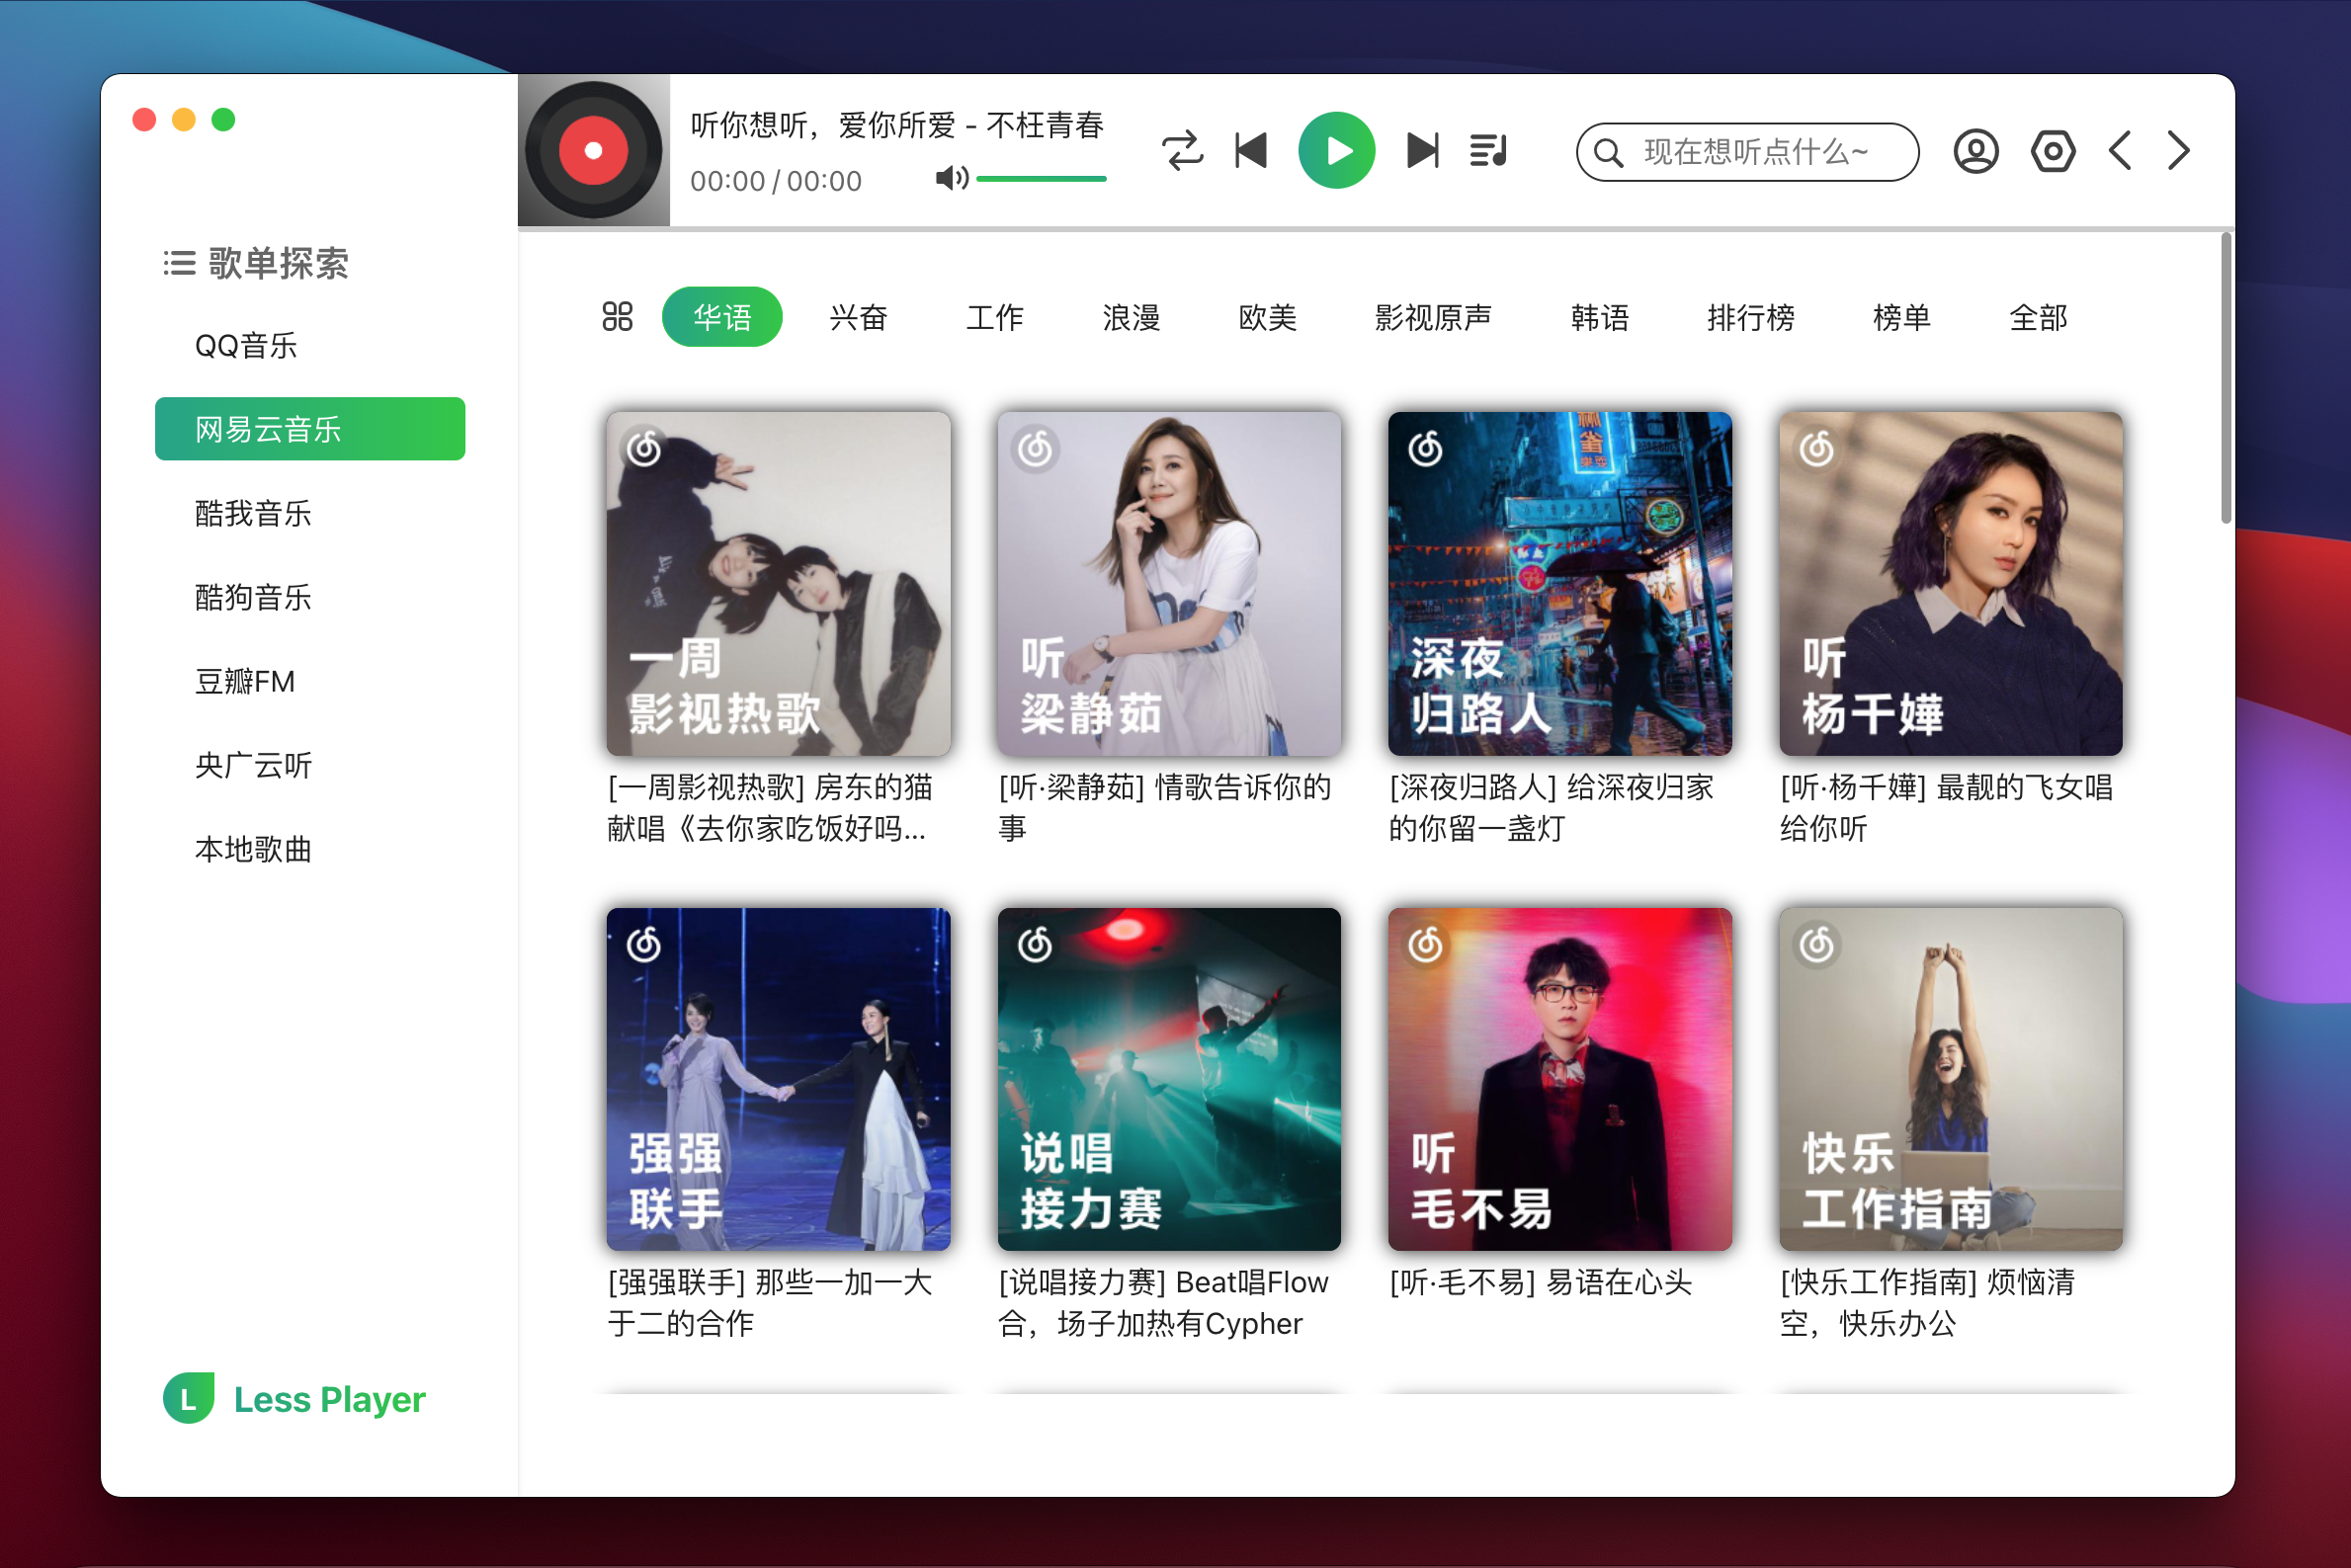 听你想听，爱你所爱 - 不枉青春
00:00 / 00:00
现在想听点什么~
歌单探索
QQ音乐
网易云音乐
酷我音乐
酷狗音乐
豆瓣FM
央广云听
本地歌曲
L Less Player
华语 兴奋 工作 浪漫 欧美 影视原声 韩语 排行榜 榜单 全部
一周
影视热歌
[一周影视热歌] 房东的猫
献唱《去你家吃饭好吗...
听
梁静茹
[听·梁静茹] 情歌告诉你的
事
深夜
归路人
[深夜归路人] 给深夜归家
的你留一盏灯
听
杨千嬅
[听·杨千嬅] 最靓的飞女唱
给你听
强强
联手
[强强联手] 那些一加一大
于二的合作
说唱
接力赛
[说唱接力赛] Beat唱Flow
合，场子加热有Cypher
听
毛不易
[听·毛不易] 易语在心头
快乐
工作指南
[快乐工作指南] 烦恼清
空，快乐办公